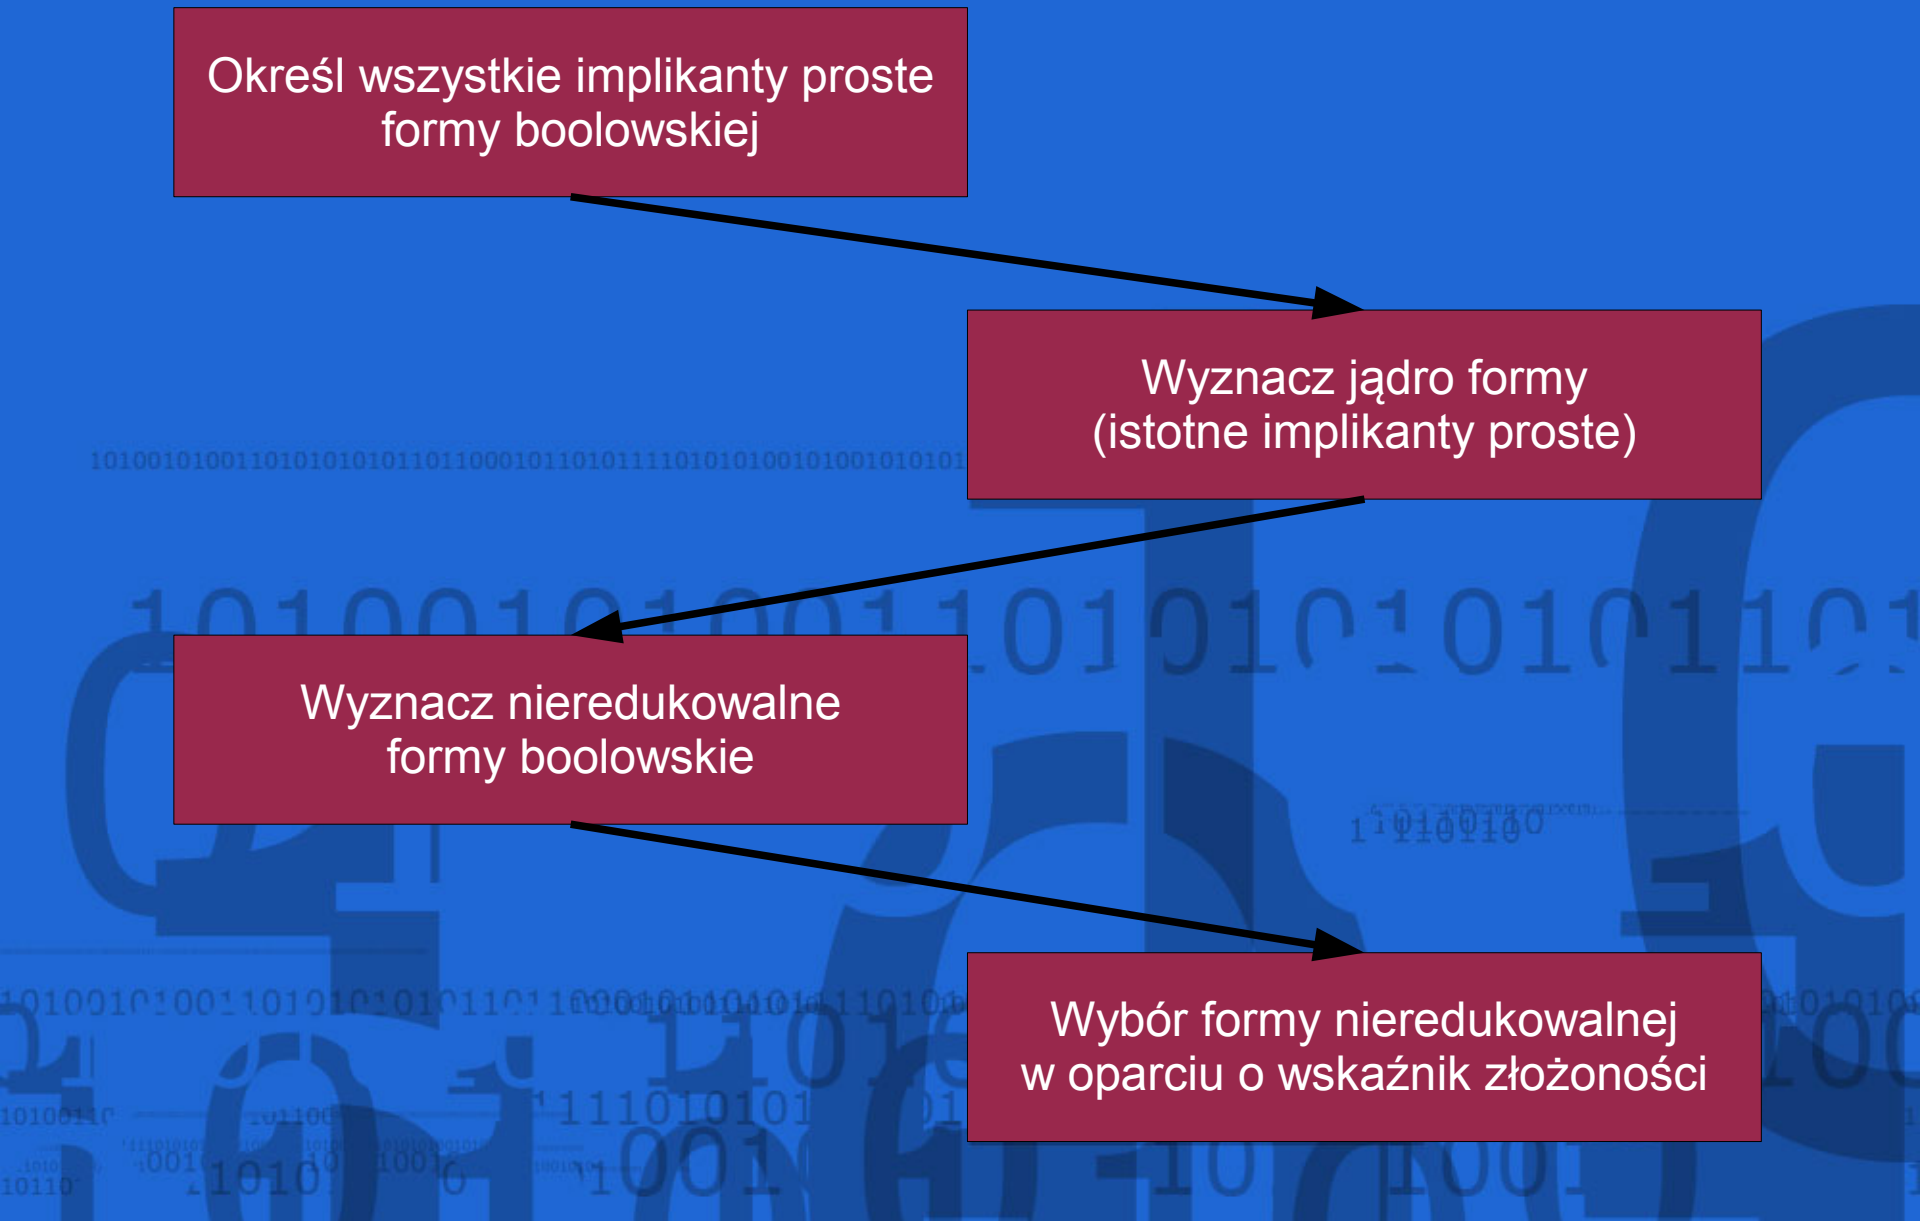 Określ wszystkie implikanty proste
formy boolowskiej
Wyznacz jądro formy
(istotne implikanty proste)
Wyznacz nieredukowalne
formy boolowskie
Wybór formy nieredukowalnej
w oparciu o wskaźnik złożoności